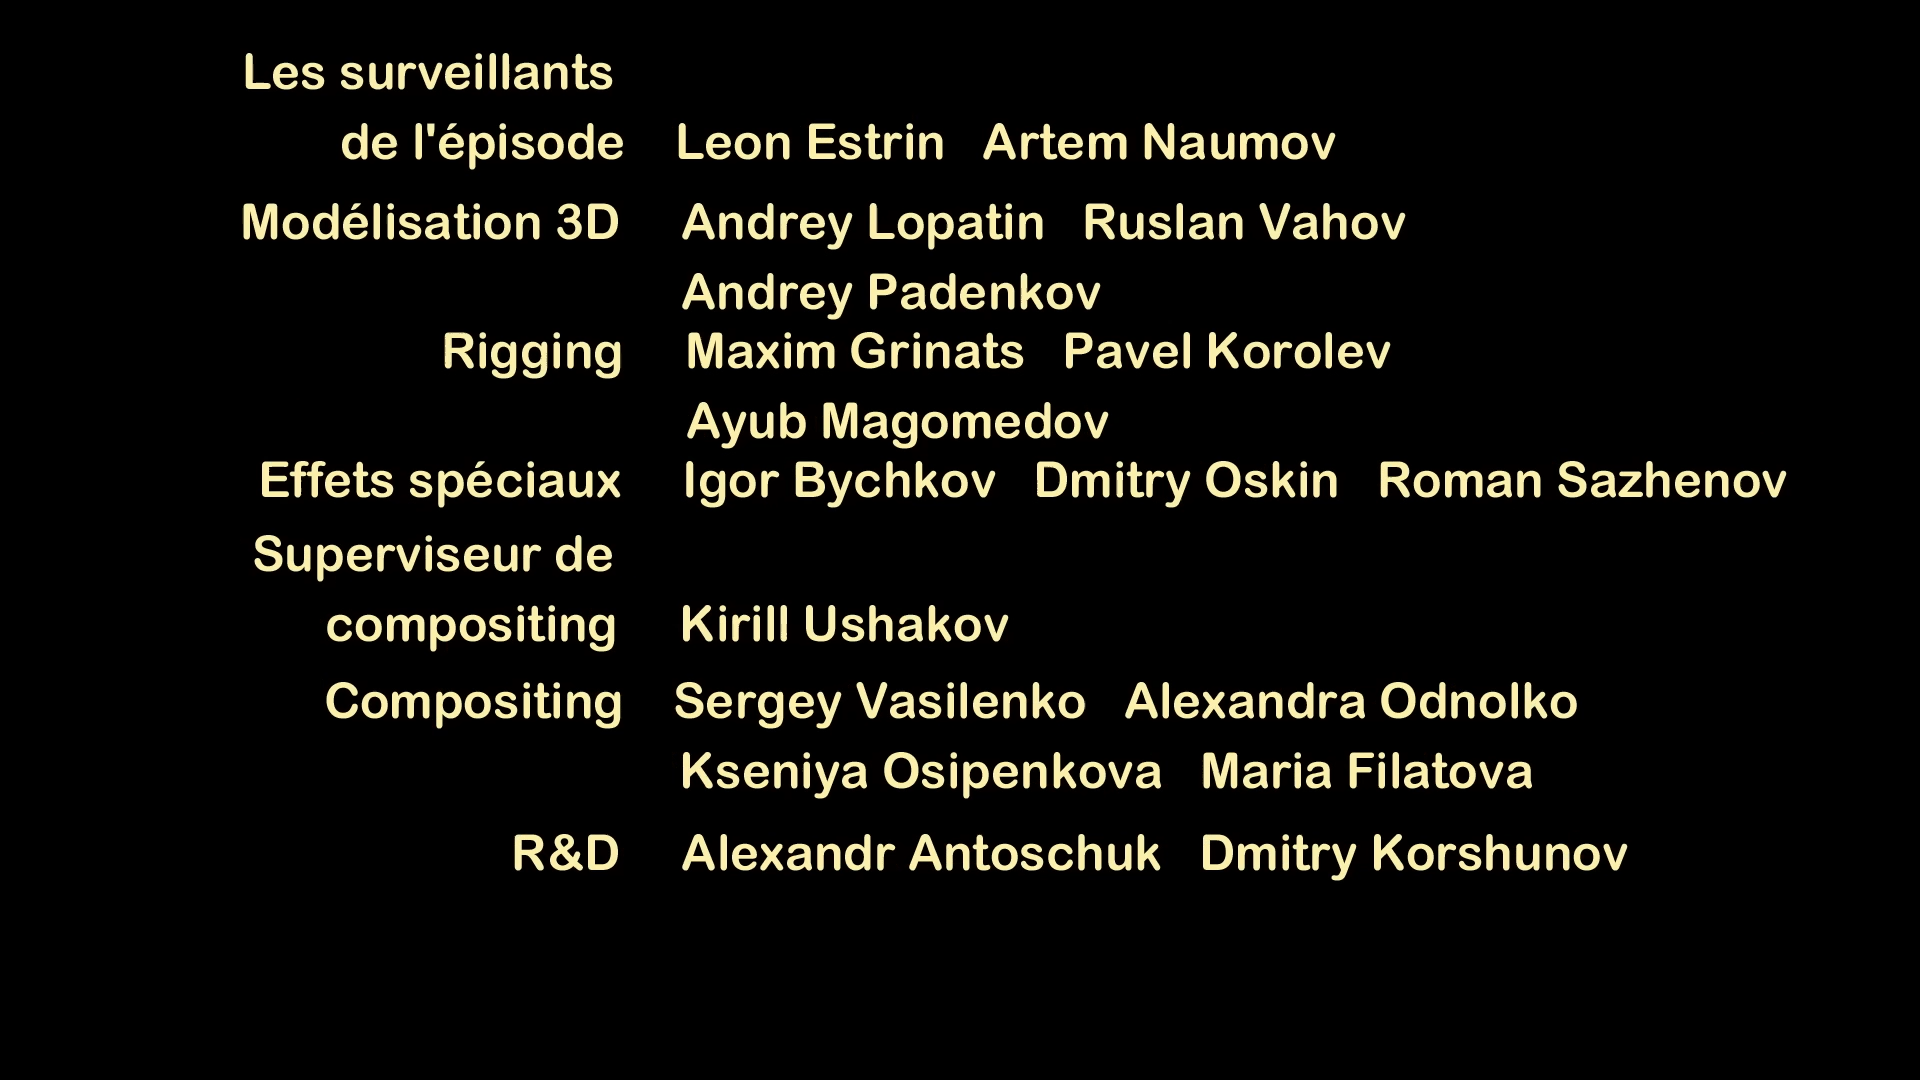 Les surveillants
de l'épisode Leon Estrin Artem Naumov
Modélisation 3D Andrey Lopatin Ruslan Vahov
Andrey Padenkov
Rigging Maxim Grinats Pavel Korolev
Ayub Magomedov
Effets spéciaux Igor Bychkov Dmitry Oskin Roman Sazhenov
Superviseur de
compositing Kirill Ushakov
Compositing Sergey Vasilenko Alexandra Odnolko
Kseniya Osipenkova Maria Filatova
R&D Alexandr Antoschuk Dmitry Korshunov